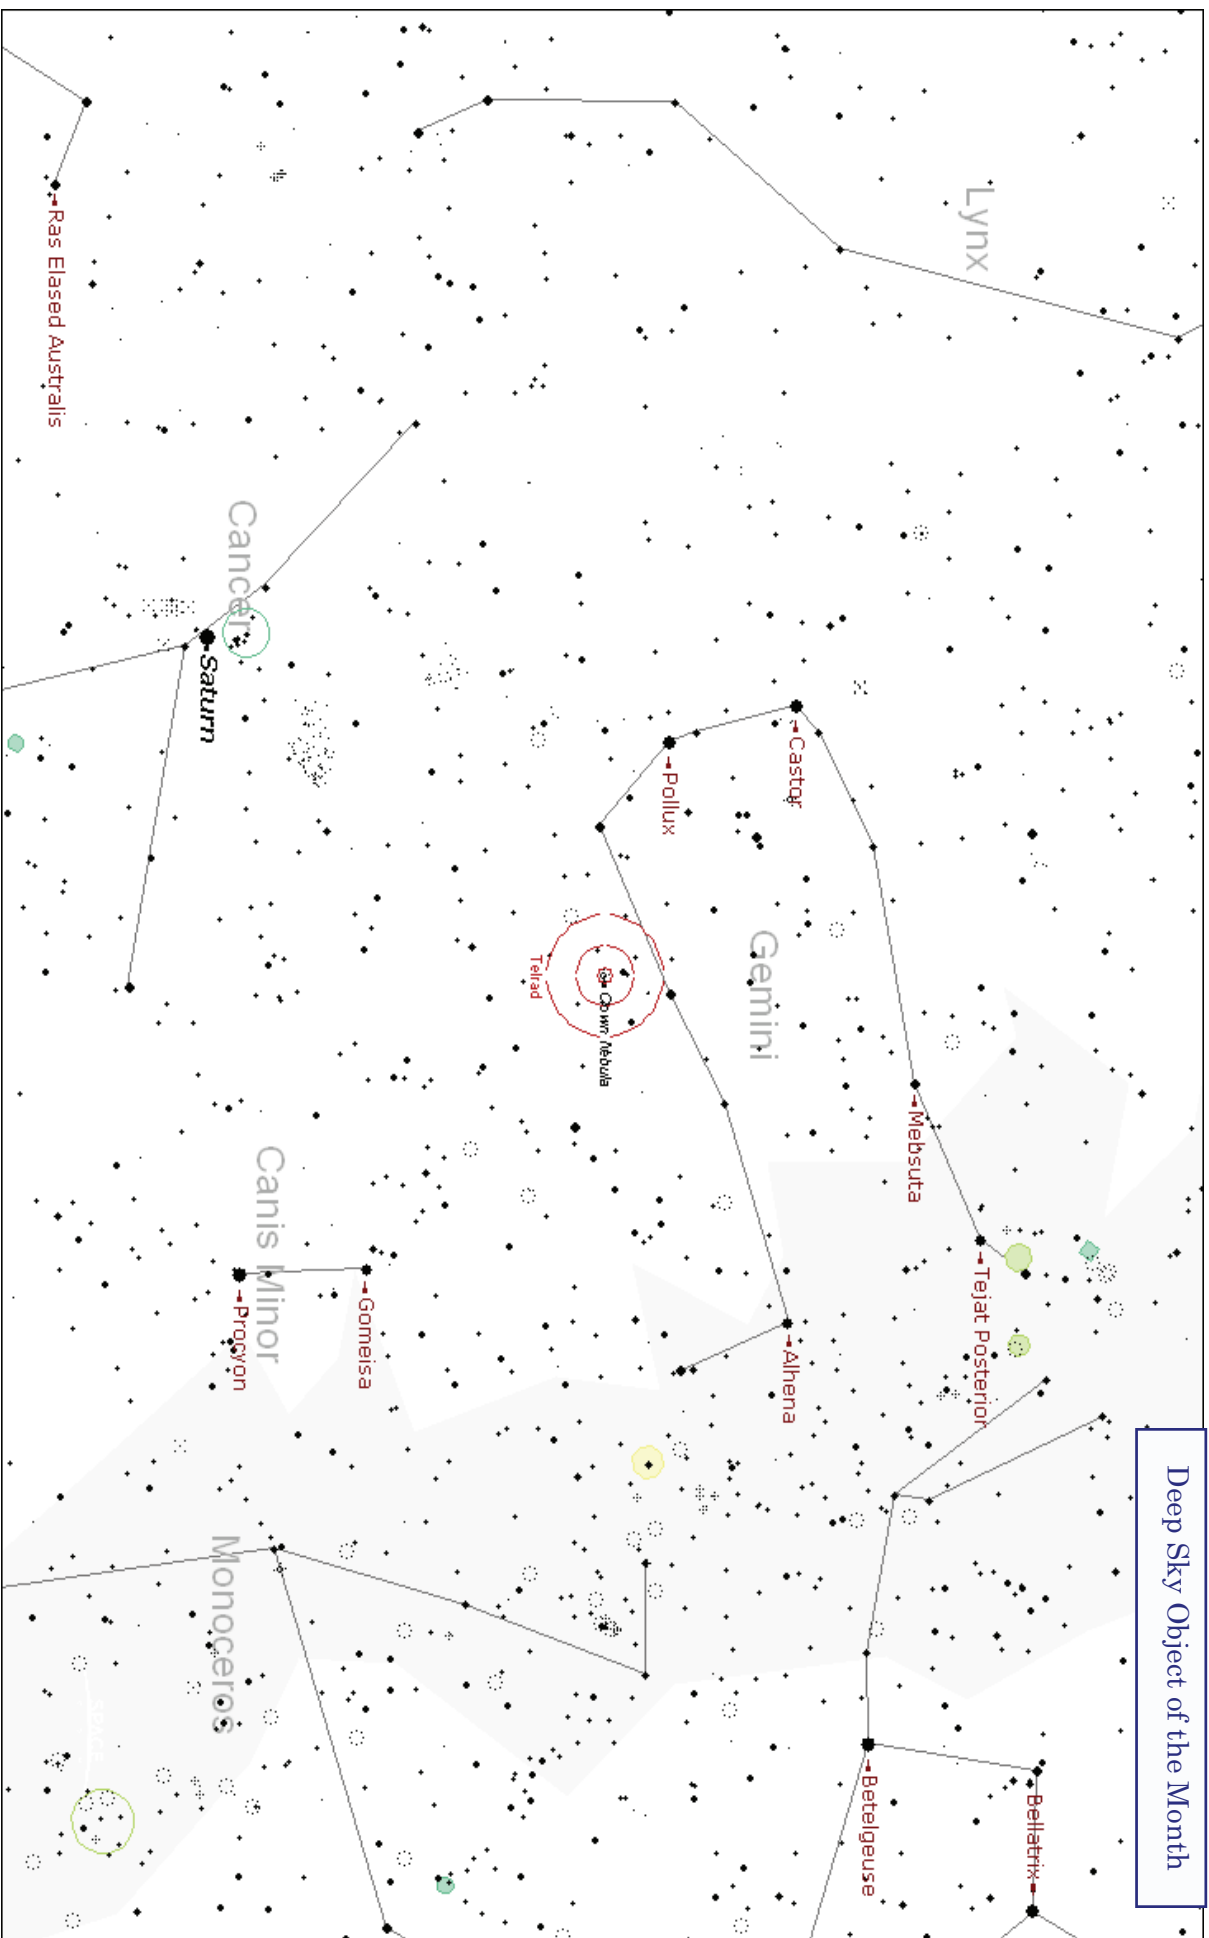 Deep Sky Object of the Month
Lynx
Ras Elased Australis
Cancer
Saturn
Castor
Pollux
Gemini
Telrad
Clown Nebula
Mebsuta
Tejat Posterior
Alhena
Canis Minor
Gomeisa
Procyon
Monoceros
Betelgeuse
Bellatrix